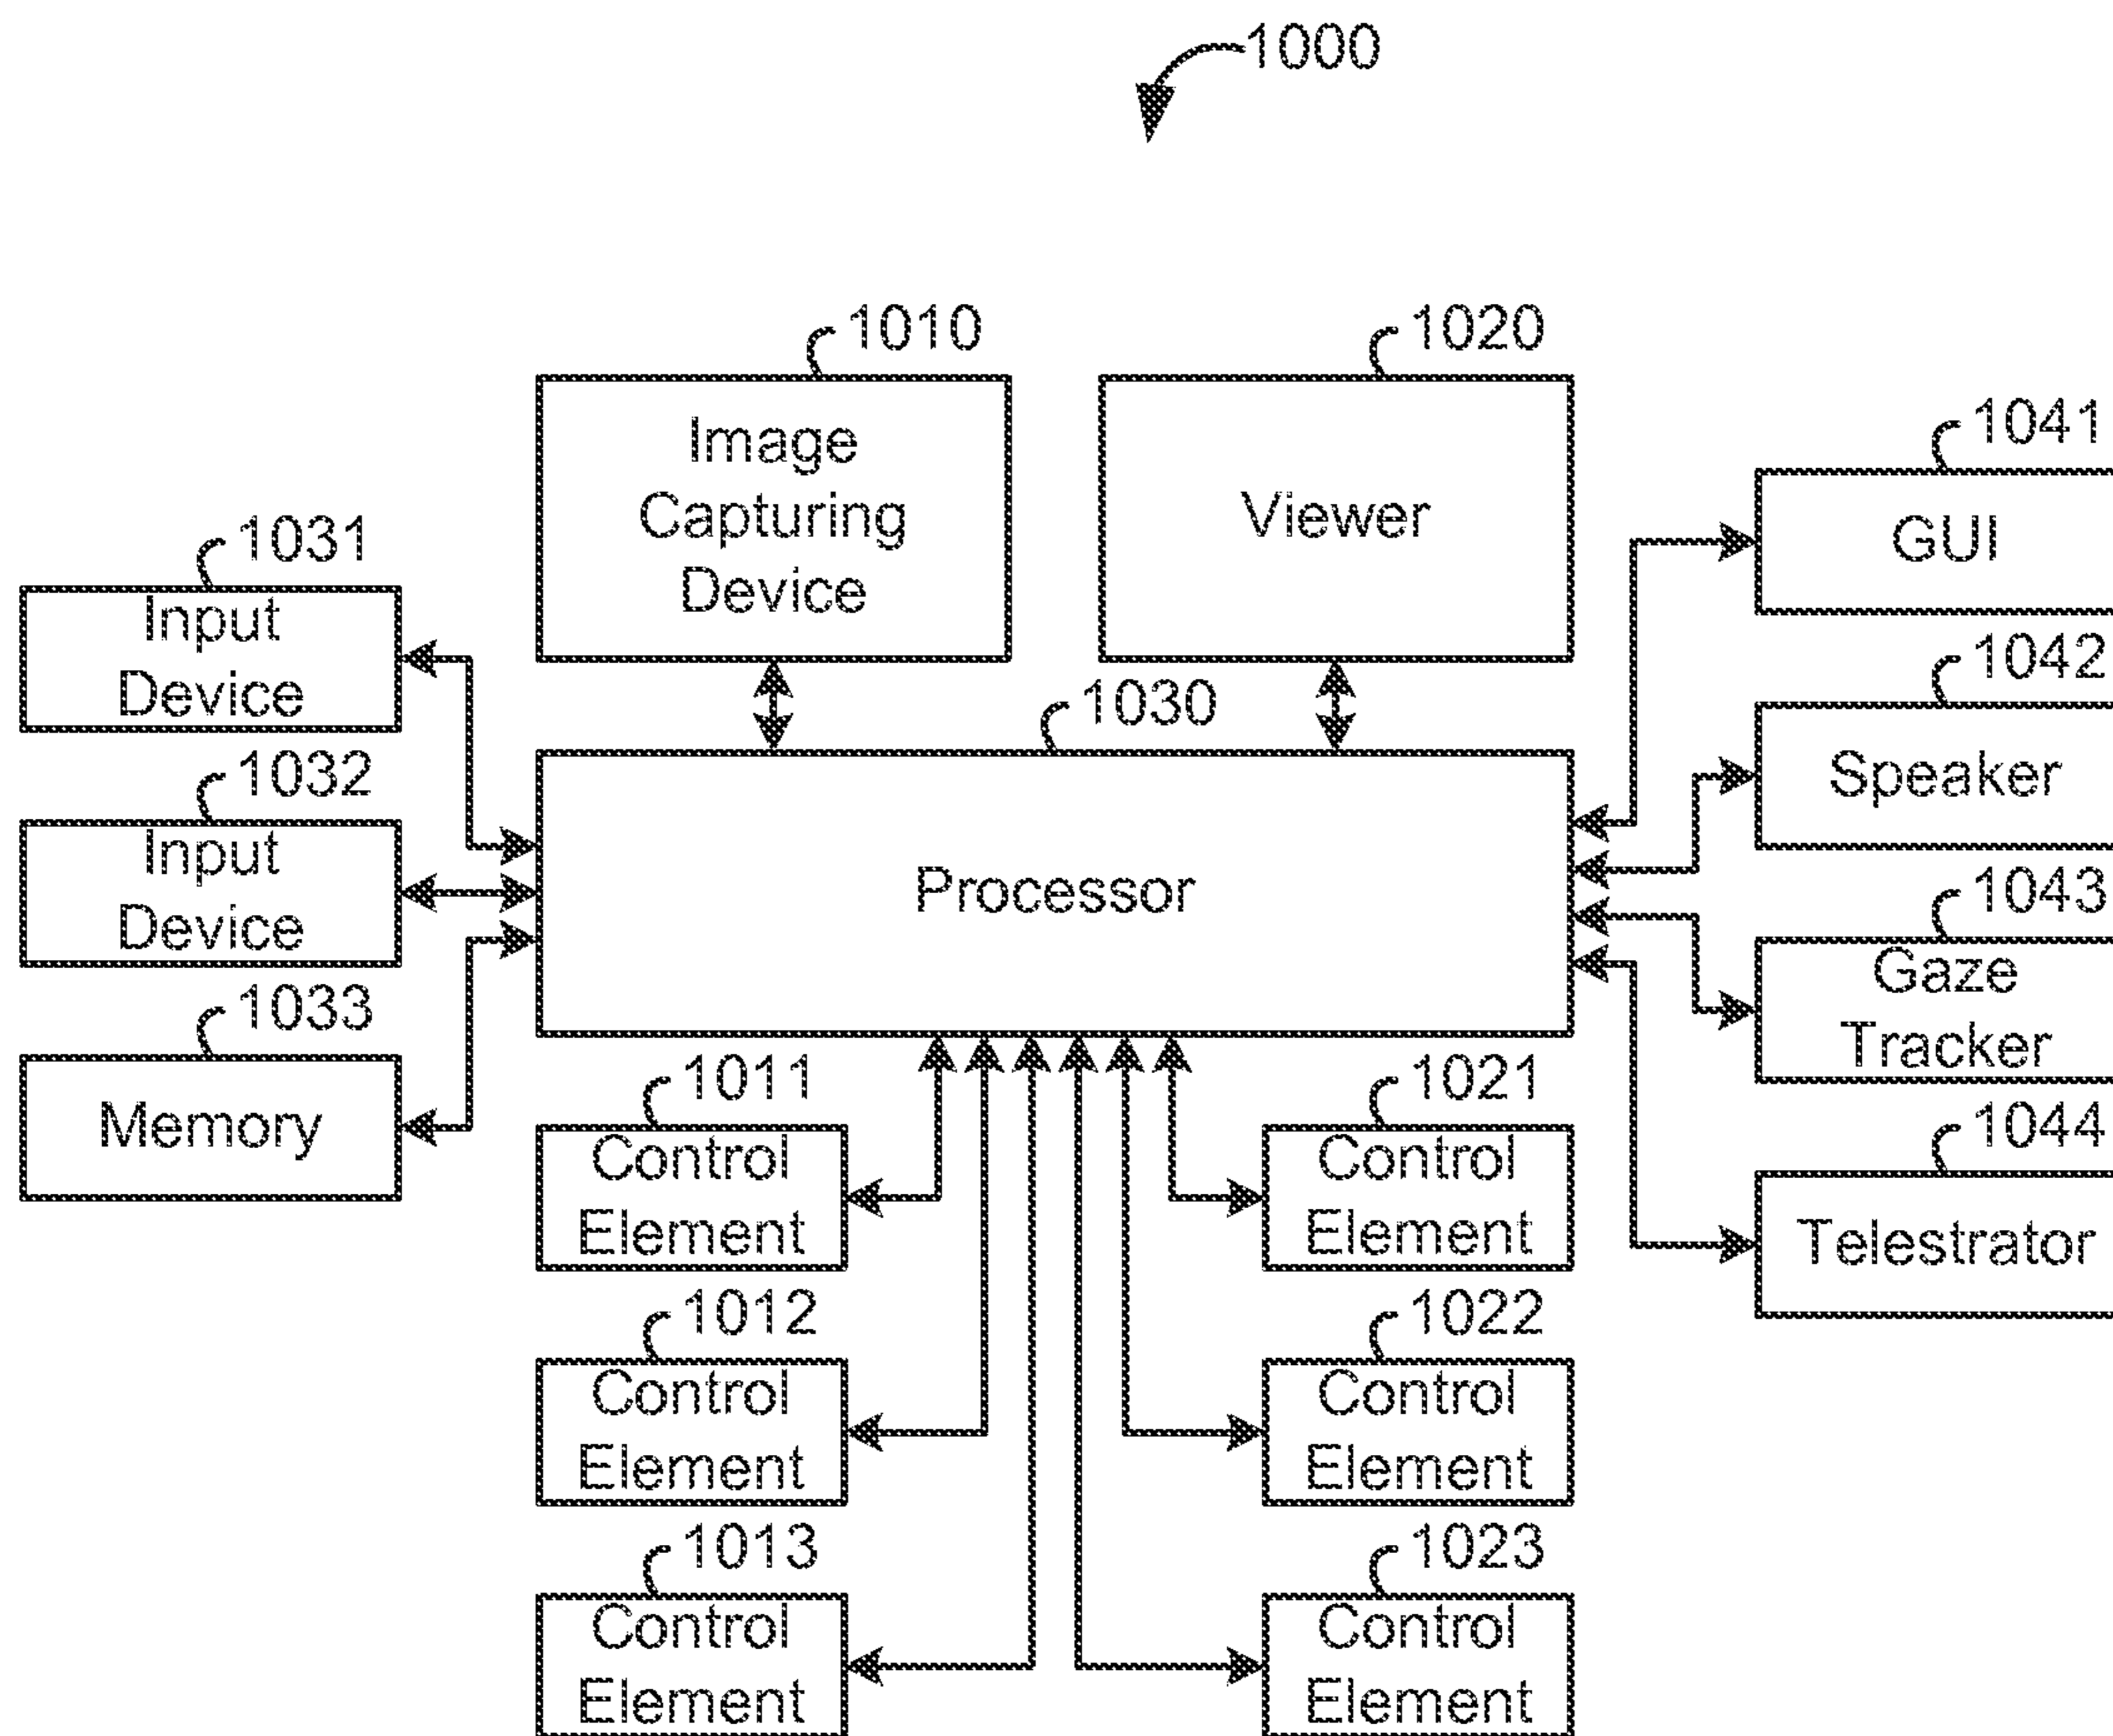 1000
1010
Image
Capturing
Device
1020
Viewer
1041
GUI
1031
Input
Device
1042
Speaker
1030
Processor
1032
Input
Device
1043
Gaze
Tracker
1033
Memory
1044
Telestrator
1011
Control
Element
1021
Control
Element
1012
Control
Element
1022
Control
Element
1013
Control
Element
1023
Control
Element